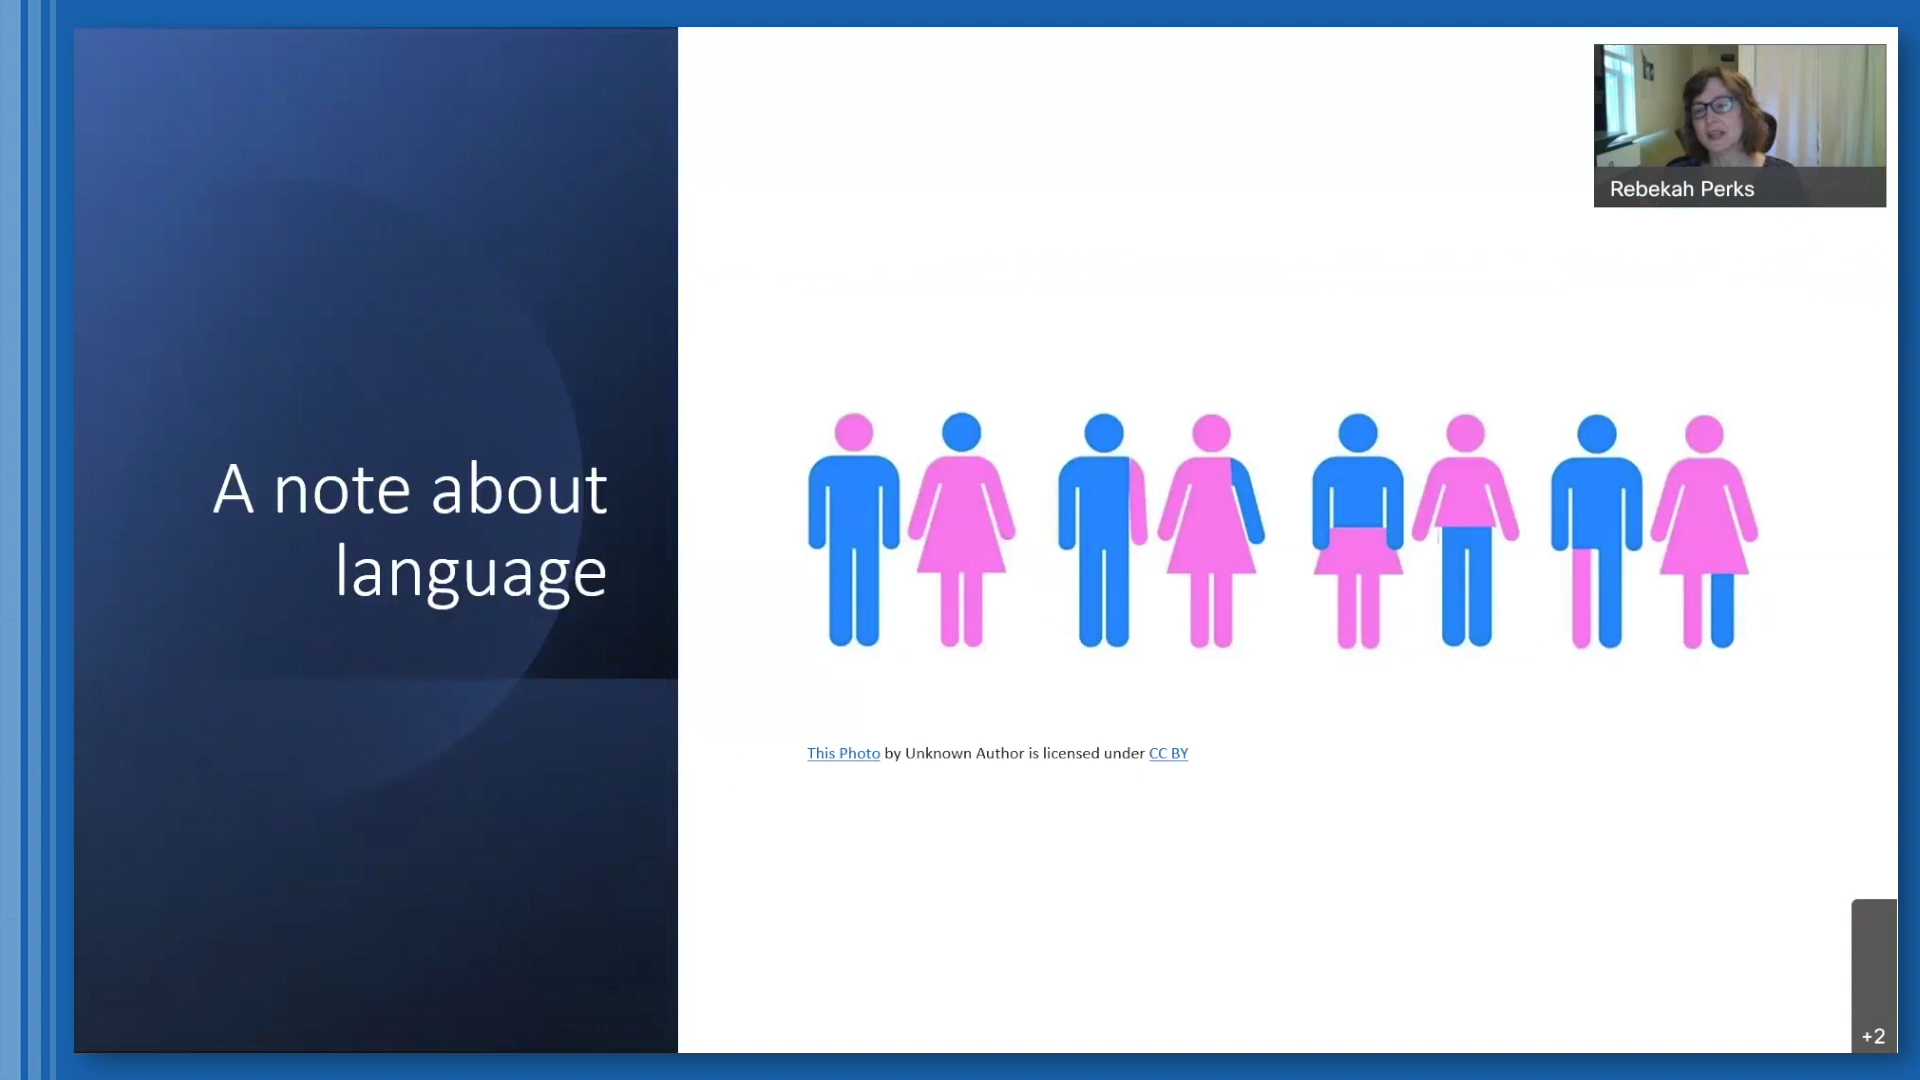 A note about
language
Rebekah Perks
This Photo by Unknown Author is licensed under CC BY
+2